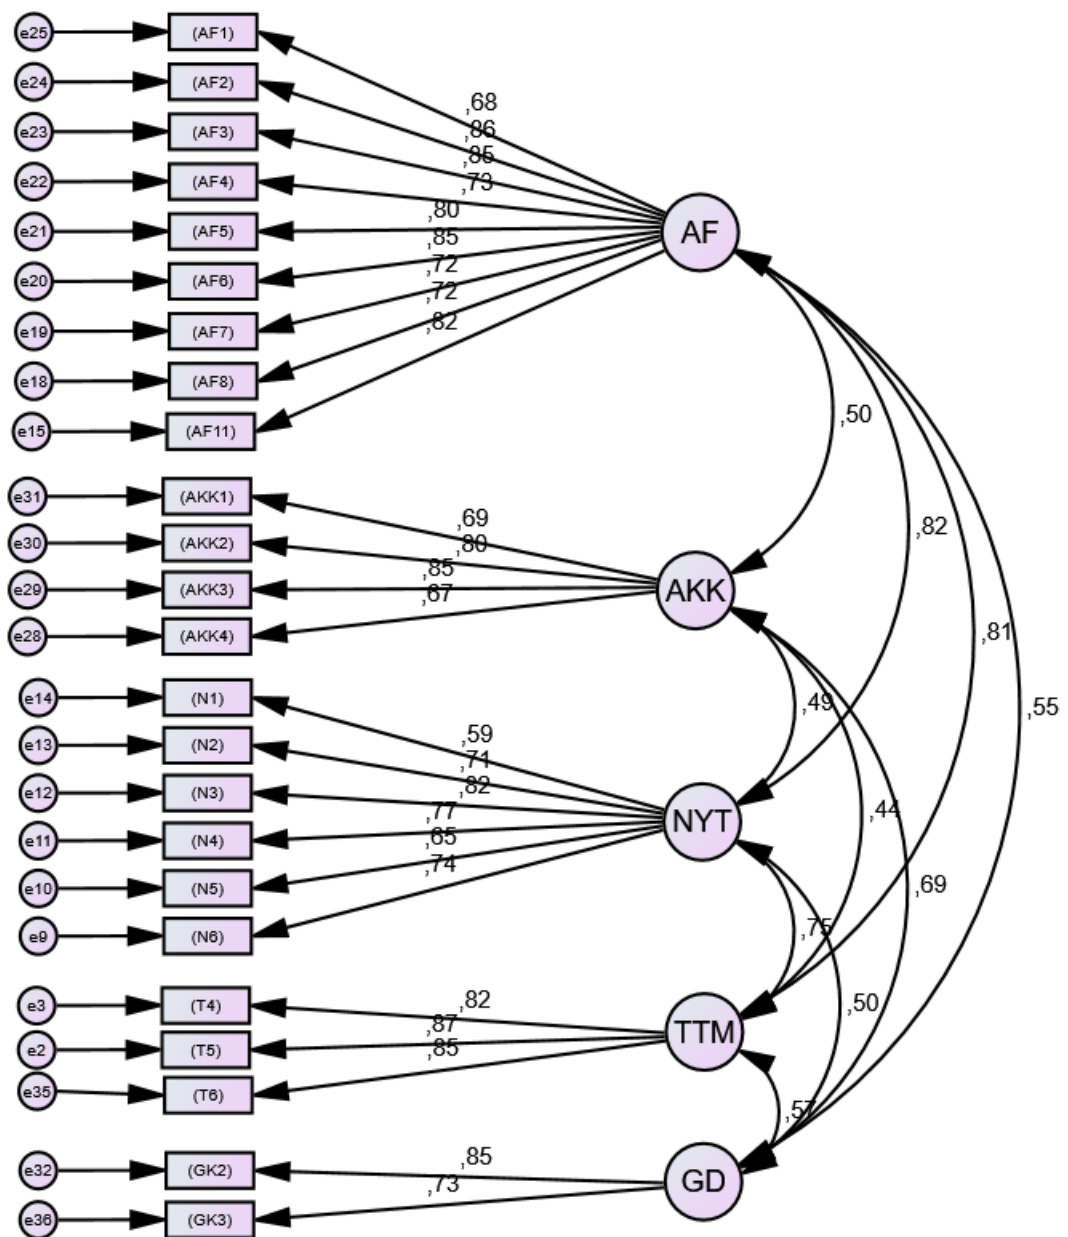 e25 (AF1)
e24 (AF2)
e23 (AF3)
e22 (AF4)
e21 (AF5)
e20 (AF6)
e19 (AF7)
e18 (AF8)
e15 (AF11)
,68
,86
,85
,73
,80
,85
,72
,72
,82
AF
e31 (AKK1)
e30 (AKK2)
e29 (AKK3)
e28 (AKK4)
,69
,80
,85
,67
AKK
e14 (N1)
e13 (N2)
e12 (N3)
e11 (N4)
e10 (N5)
e9 (N6)
,59
,71
,82
,77
,65
,74
NYT
e3 (T4)
e2 (T5)
e35 (T6)
,82
,87
,85
TTM
e32 (GK2)
e36 (GK3)
,85
,73
GD
,50
,82
,81
,55
,49
,44
,69
,75
,50
,57